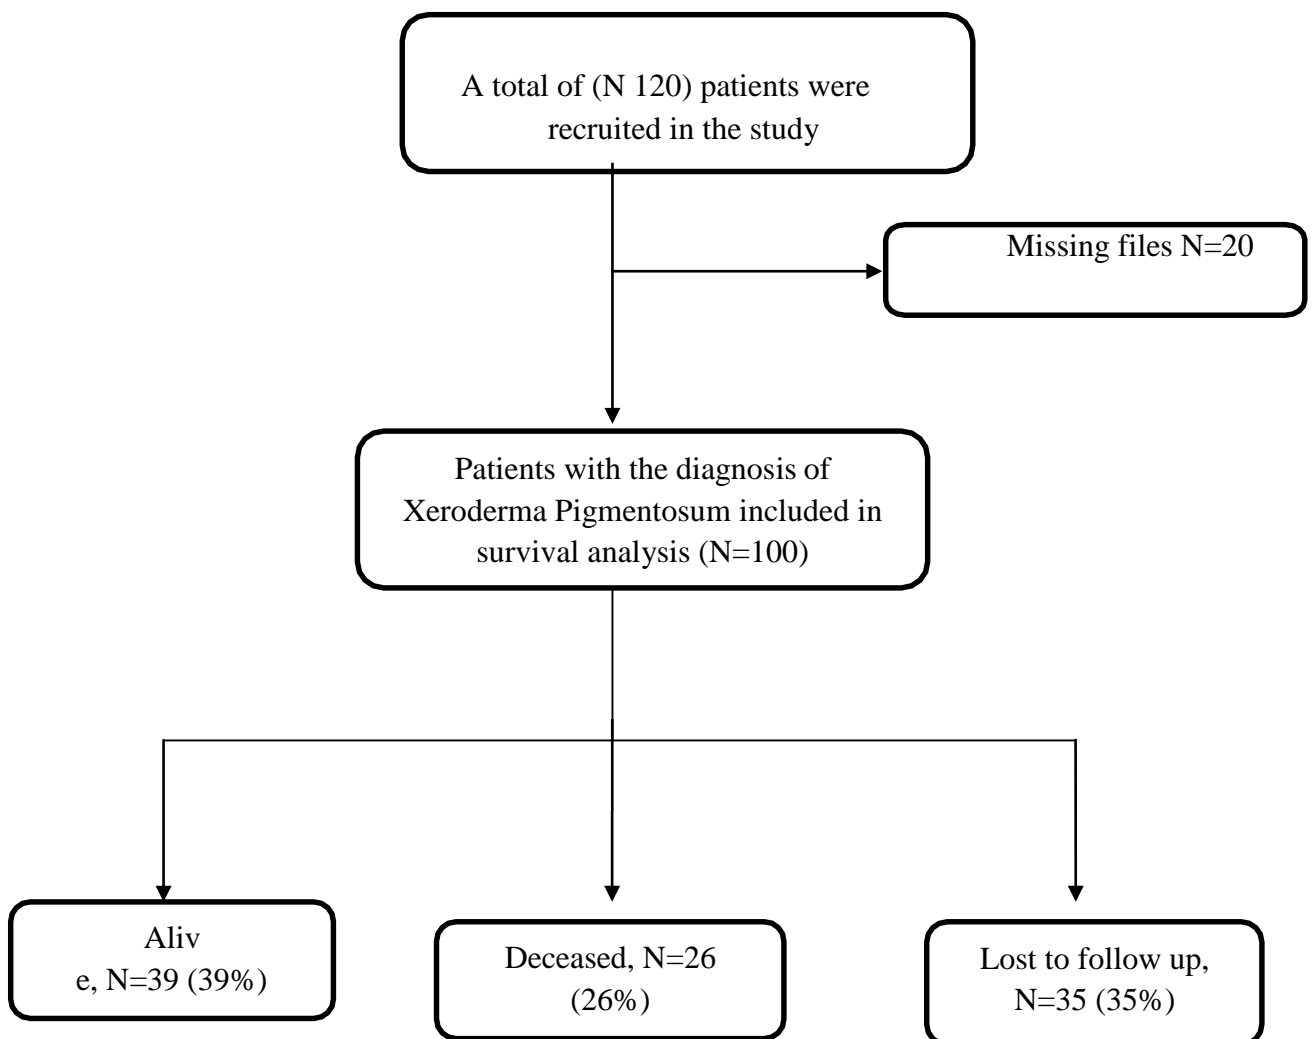 A total of (N 120) patients were
recruited in the study
Missing files N=20
Patients with the diagnosis of
Xeroderma Pigmentosum included in
survival analysis (N=100)
Aliv
e, N=39 (39%)
Deceased, N=26
(26%)
Lost to follow up,
N=35 (35%)